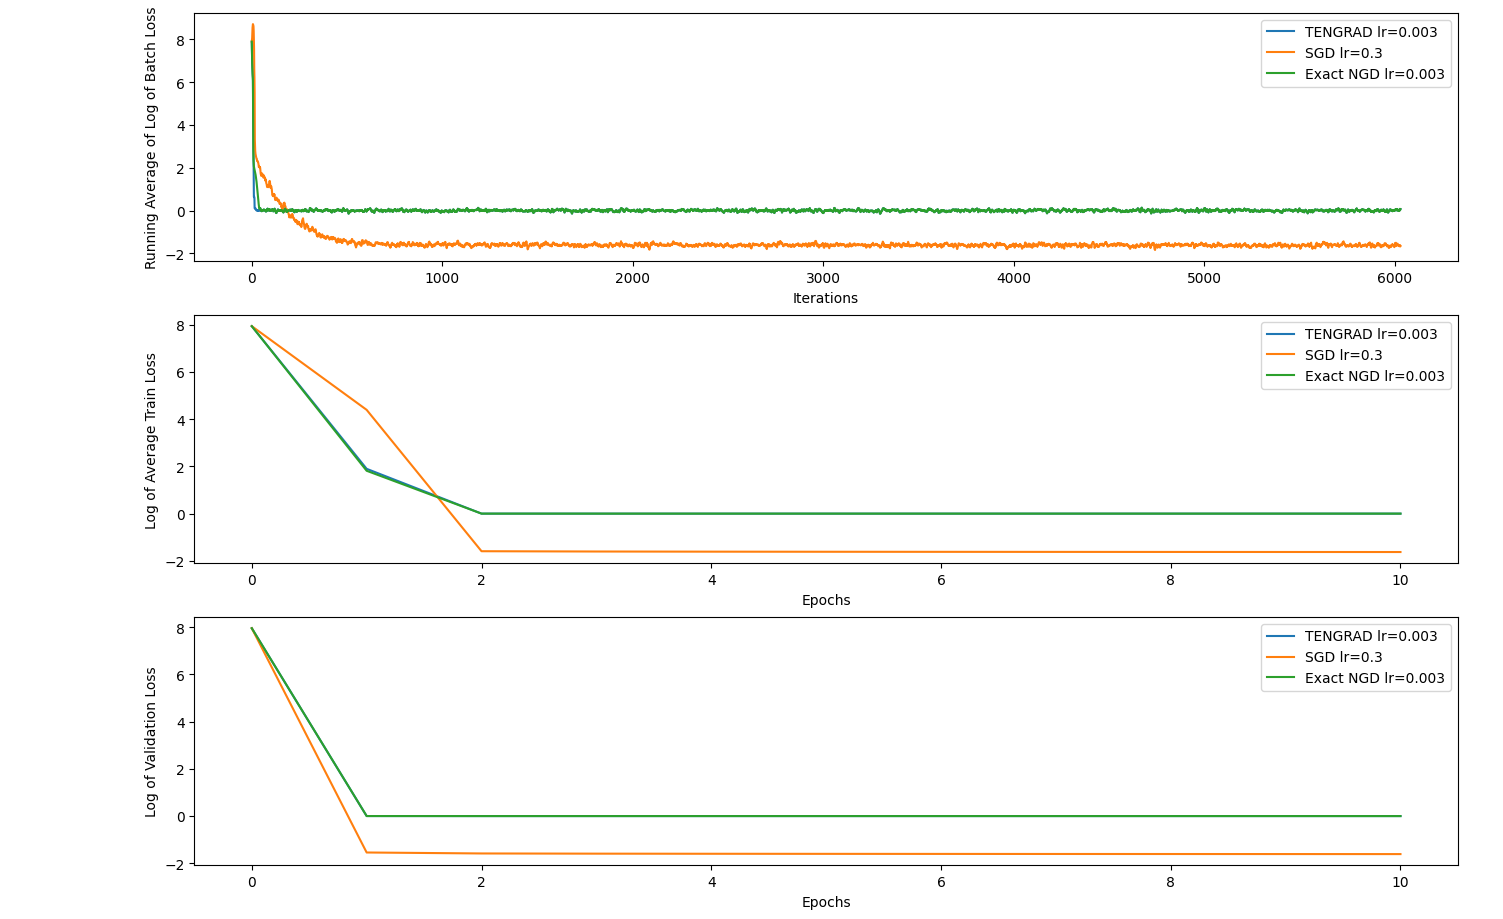 Running Average of Log of Batch Loss
8
6
4
2
0
−2
TENGRAD lr=0.003
SGD lr=0.3
Exact NGD lr=0.003
0 1000 2000 3000 4000 5000 6000
Iterations
Log of Average Train Loss
8
6
4
2
0
−2
TENGRAD lr=0.003
SGD lr=0.3
Exact NGD lr=0.003
0 2 4 6 8 10
Epochs
Log of Validation Loss
8
6
4
2
0
−2
TENGRAD lr=0.003
SGD lr=0.3
Exact NGD lr=0.003
0 2 4 6 8 10
Epochs